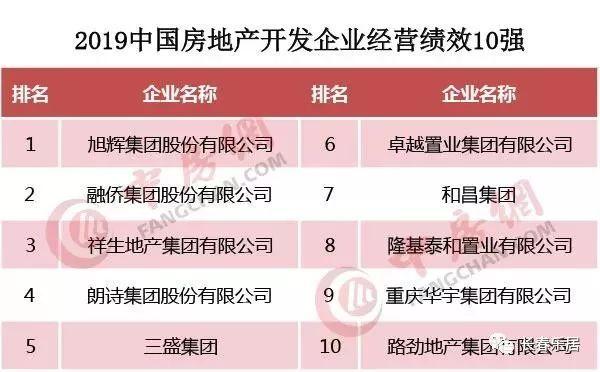 2019中国房地产开发企业经营绩效10强
排名 企业名称 排名 企业名称
1 旭辉集团股份有限公司 6 卓越置业集团有限公司
2 融侨集团股份有限公司 7 和昌集团
3 祥生地产集团有限公司 8 隆基泰和置业有限公司
4 朗诗集团股份有限公司 9 重庆华宇集团有限公司
5 三盛集团 10 路劲地产集团有限公司
中房網
FANGCHAN.COM
中房網
FANGCHAN.COM
长春乐居